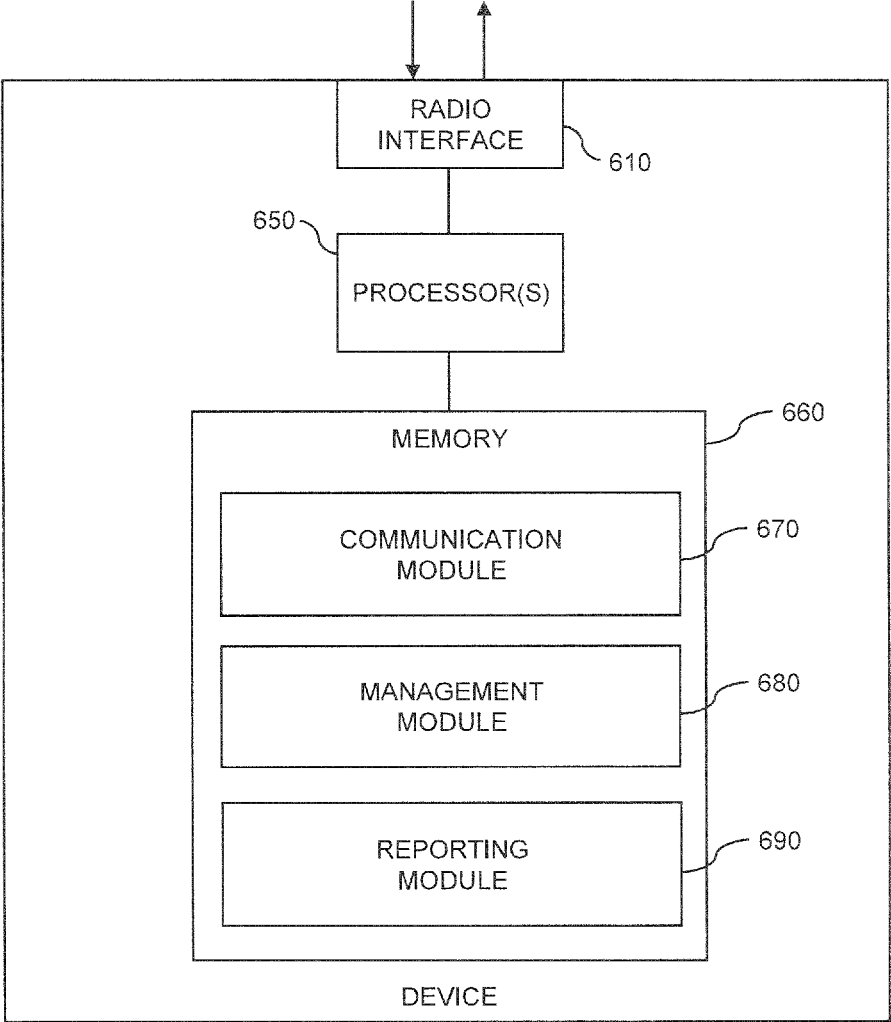 RADIO
INTERFACE
610
650
PROCESSOR(S)
660
MEMORY
COMMUNICATION
MODULE
670
MANAGEMENT
MODULE
680
REPORTING
MODULE
690
DEVICE